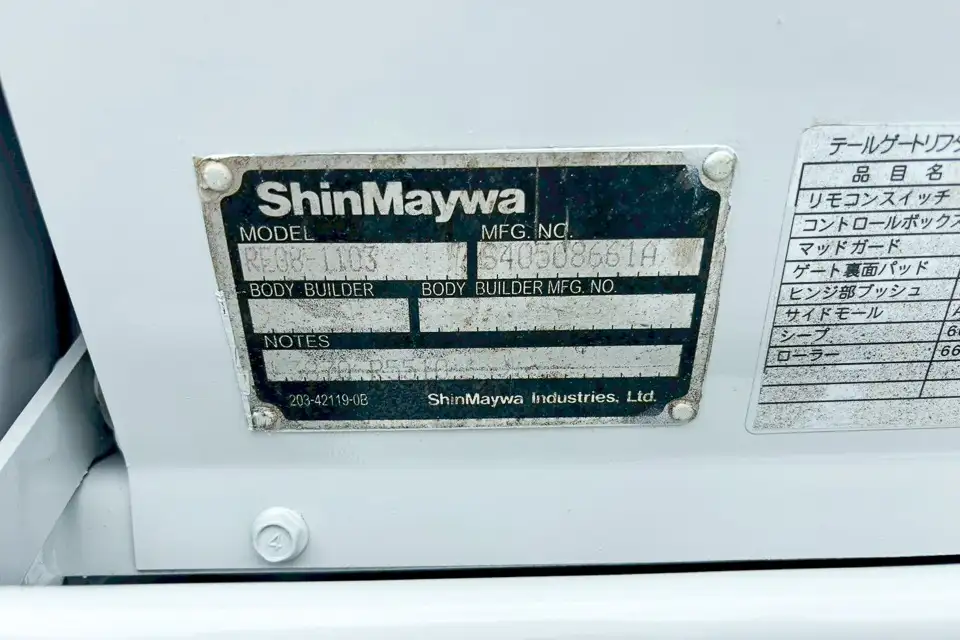 ShinMaywa
MODEL
MFG. NO.
RE08-1103
S40508661A
BODY BUILDER
BODY BUILDER MFG. NO.
NOTES
203-42119-0B
ShinMaywa Industries, Ltd.
テールゲートリフタ
品目名
リモコンスイッチ
コントロールボックス
マッドガード
ゲート裏面パッド
ヒンジ部ブッシュ
サイドモール A
シーブ 6
ローラー 66
4